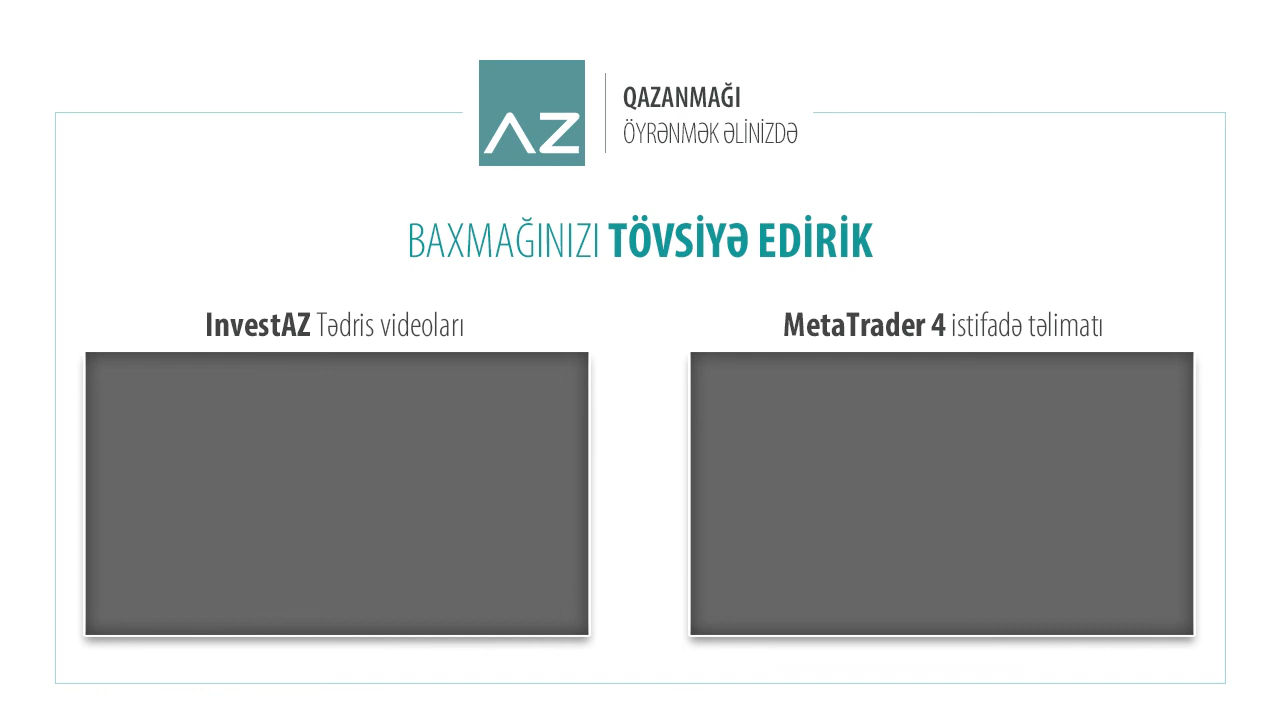 AZ
QAZANMAĞI
ÖYRƏNMƏK ƏLİNİZDƏ
BAXMAĞINIZI TÖVSİYƏ EDİRİK
InvestAZ Tədris videoları
MetaTrader 4 istifadə təlimatı